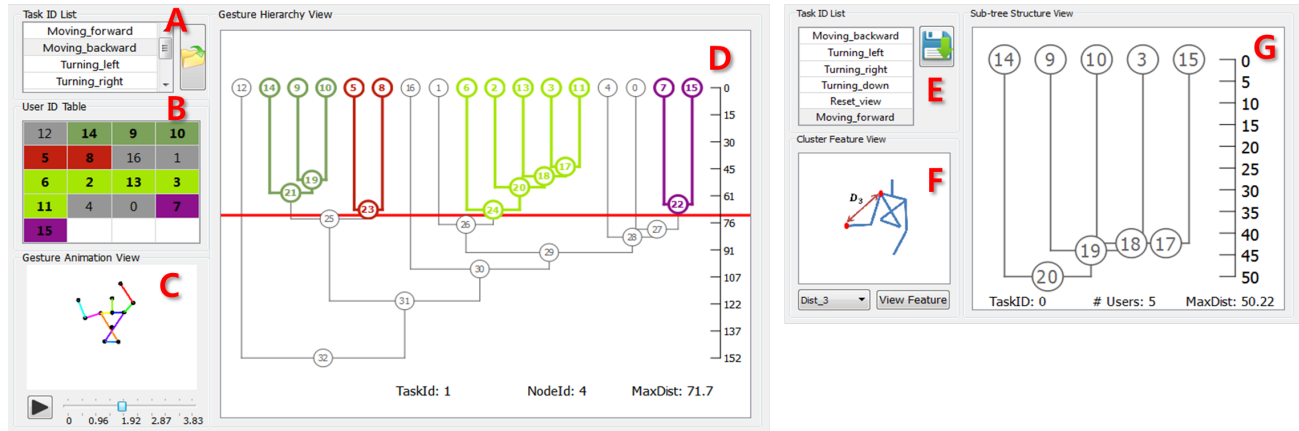 Task ID List
A
Moving_forward
Moving_backward
Turning_left
Turning_right
User ID Table
B
12 14 9 10
5 8 16 1
6 2 13 3
11 4 0 7
15
Gesture Animation View
C
0 0.96 1.92 2.87 3.83
Gesture Hierarchy View
D
12 14 9 10 5 8 16 1 6 2 13 3 11 4 0 7 15
0
15
30
45
61
76
91
107
122
137
152
17
18
19
20
21
22
23
24
25
26
27
28
29
30
31
32
TaskId: 1 NodeId: 4 MaxDist: 71.7
Task ID List
Moving_backward
Turning_left
Turning_right
Turning_down
Reset_view
Moving_forward
E
Cluster Feature View
F
D3
Dist_3 View Feature
Sub-tree Structure View
G
14 9 10 3 15
0
5
10
15
20
25
30
35
40
45
50
19 18 17
20
TaskID: 0 # Users: 5 MaxDist: 50.22